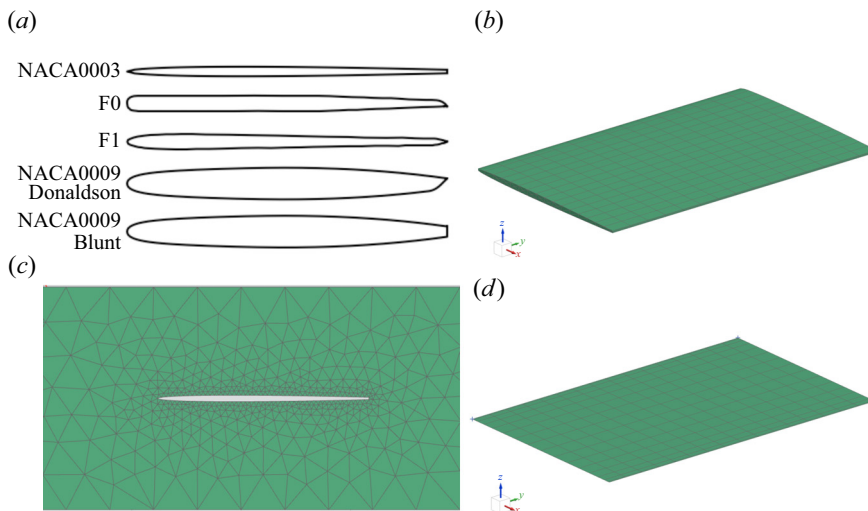 (a)
NACA0003
F0
F1
NACA0009
Donaldson
NACA0009
Blunt
(b)
z
y
x
(c)
(d)
z
y
x